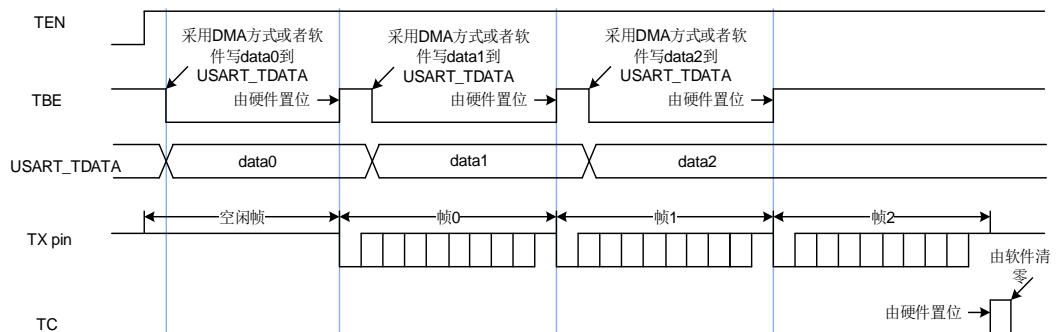 TEN
采用DMA方式或者软
件写data0到
USART_TDATA
采用DMA方式或者软
件写data1到
USART_TDATA
采用DMA方式或者软
件写data2到
USART_TDATA
TBE
由硬件置位
由硬件置位
由硬件置位
USART_TDATA
data0
data1
data2
空闲帧
帧0
帧1
帧2
TX pin
由软件清
零
由硬件置位
TC